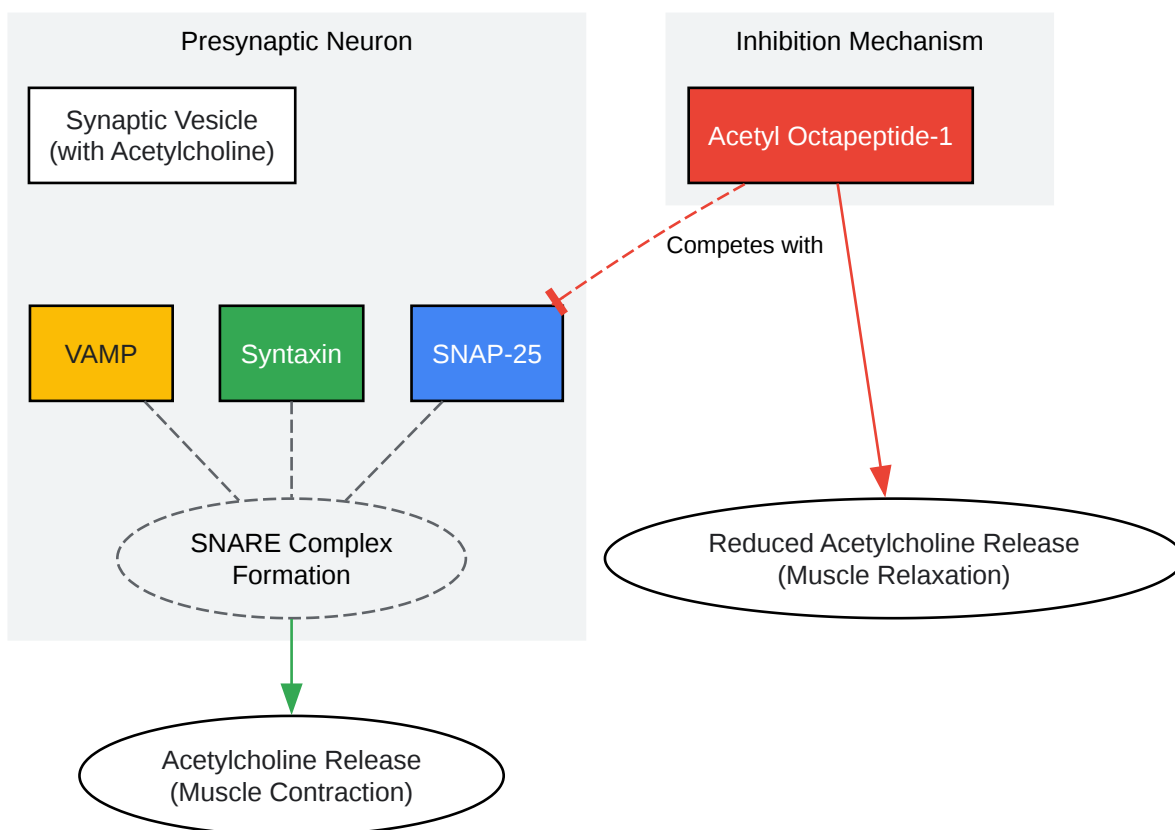 Presynaptic Neuron
Inhibition Mechanism
Synaptic Vesicle
(with Acetylcholine)
Acetyl Octapeptide-1
Competes with
VAMP
Syntaxin
SNAP-25
SNARE Complex
Formation
Reduced Acetylcholine Release
(Muscle Relaxation)
Acetylcholine Release
(Muscle Contraction)